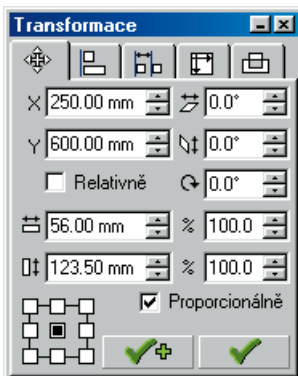 Transformace
X 250.00 mm 0.0°
Y 600.00 mm 0.0°
Relativně 0.0°
56.00 mm % 100.0
123.50 mm % 100.0
Proporcionálně